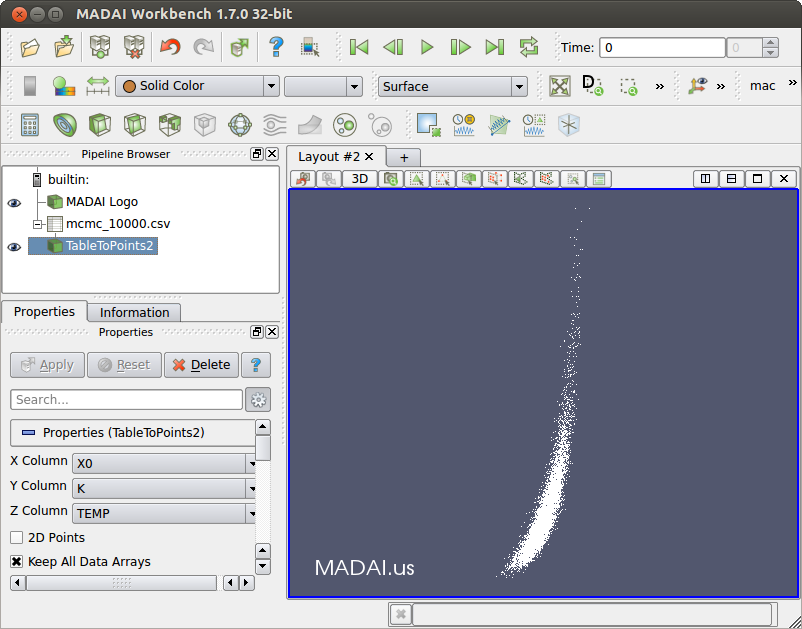 MADAI Workbench 1.7.0 32-bit
Time: 0 0
Solid Color Surface mac
Pipeline Browser
builtin:
MADAI Logo
mcmc_10000.csv
TableToPoints2
Properties Information
Properties
Apply Reset Delete
Search...
Properties (TableToPoints2)
X Column X0
Y Column K
Z Column TEMP
2D Points
Keep All Data Arrays
Layout #2 +
3D
MADAI.us